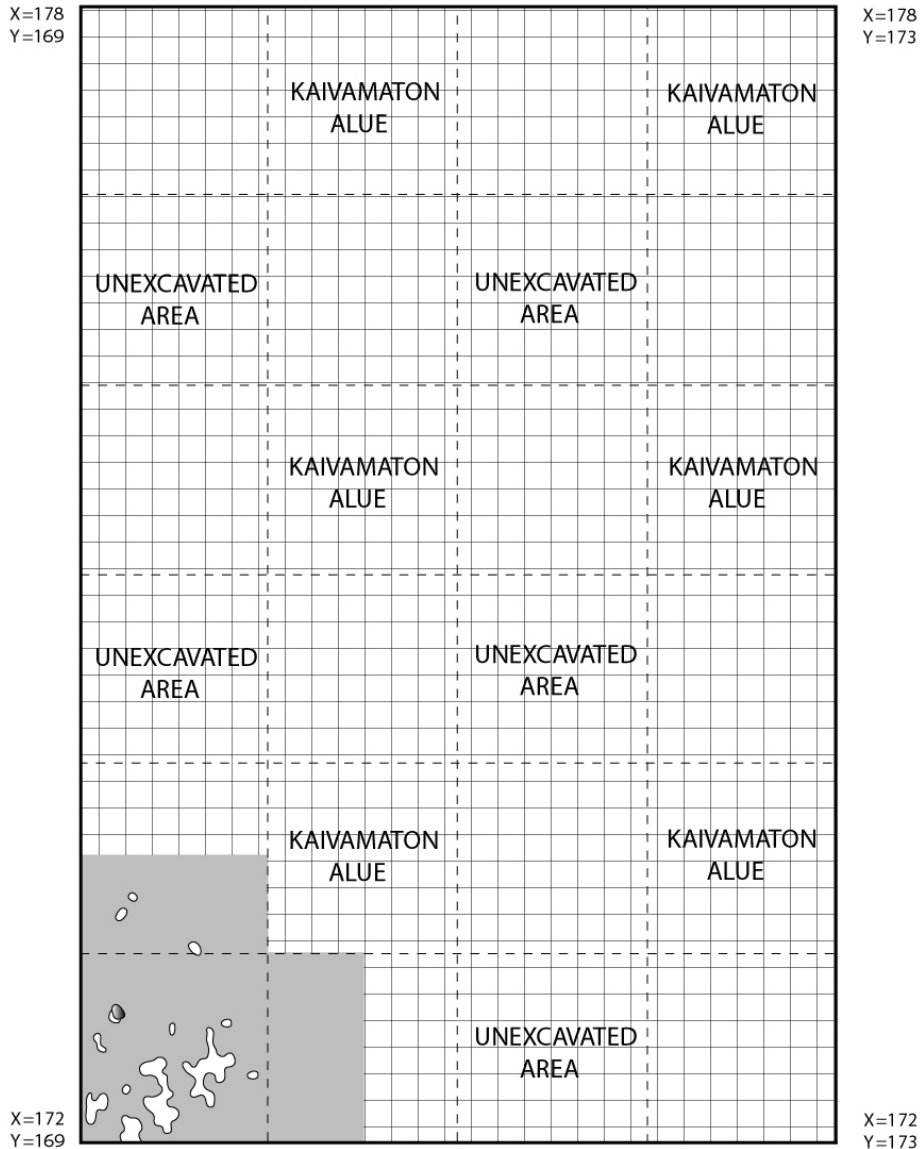 X=178
Y=169
X=178
Y=173
KAIVAMATON
ALUE
KAIVAMATON
ALUE
UNEXCAVATED
AREA
UNEXCAVATED
AREA
KAIVAMATON
ALUE
KAIVAMATON
ALUE
UNEXCAVATED
AREA
UNEXCAVATED
AREA
KAIVAMATON
ALUE
KAIVAMATON
ALUE
UNEXCAVATED
AREA
X=172
Y=169
X=172
Y=173